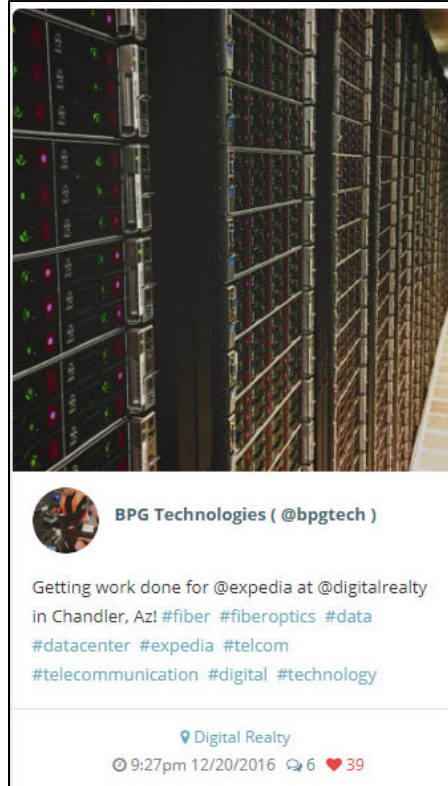 BPG Technologies ( @bpgtech )
Getting work done for @expedia at @digitalrealty
in Chandler, Az! #fiber #fiberoptics #data
#datacenter #expedia #telcom
#telecommunication #digital #technology
Digital Realty
9:27pm 12/20/2016 6 39